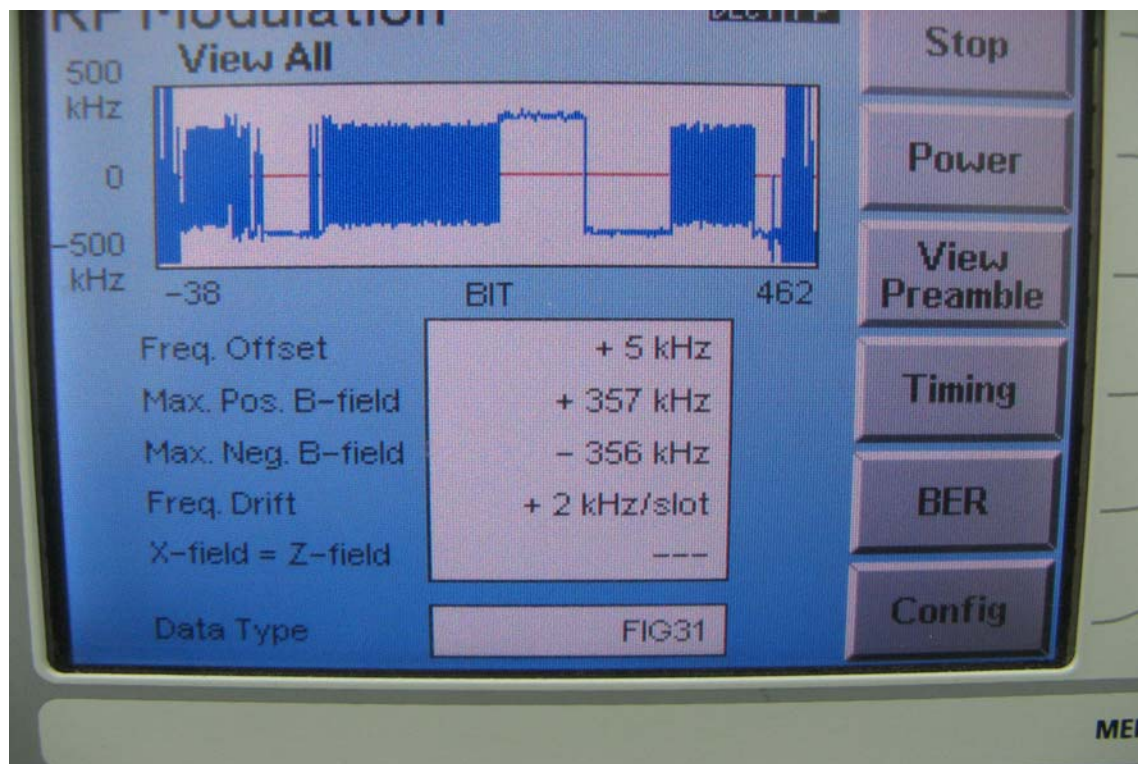 RF Modulation
View All
Stop
500
kHz
Power
0
-500
kHz
View
Preamble
-38 BIT 462
Freq. Offset + 5 kHz
Max. Pos. B-field + 357 kHz
Timing
Max. Neg. B-field - 356 kHz
Freq. Drift + 2 kHz/slot
BER
X-field = Z-field ---
Data Type FIG31
Config